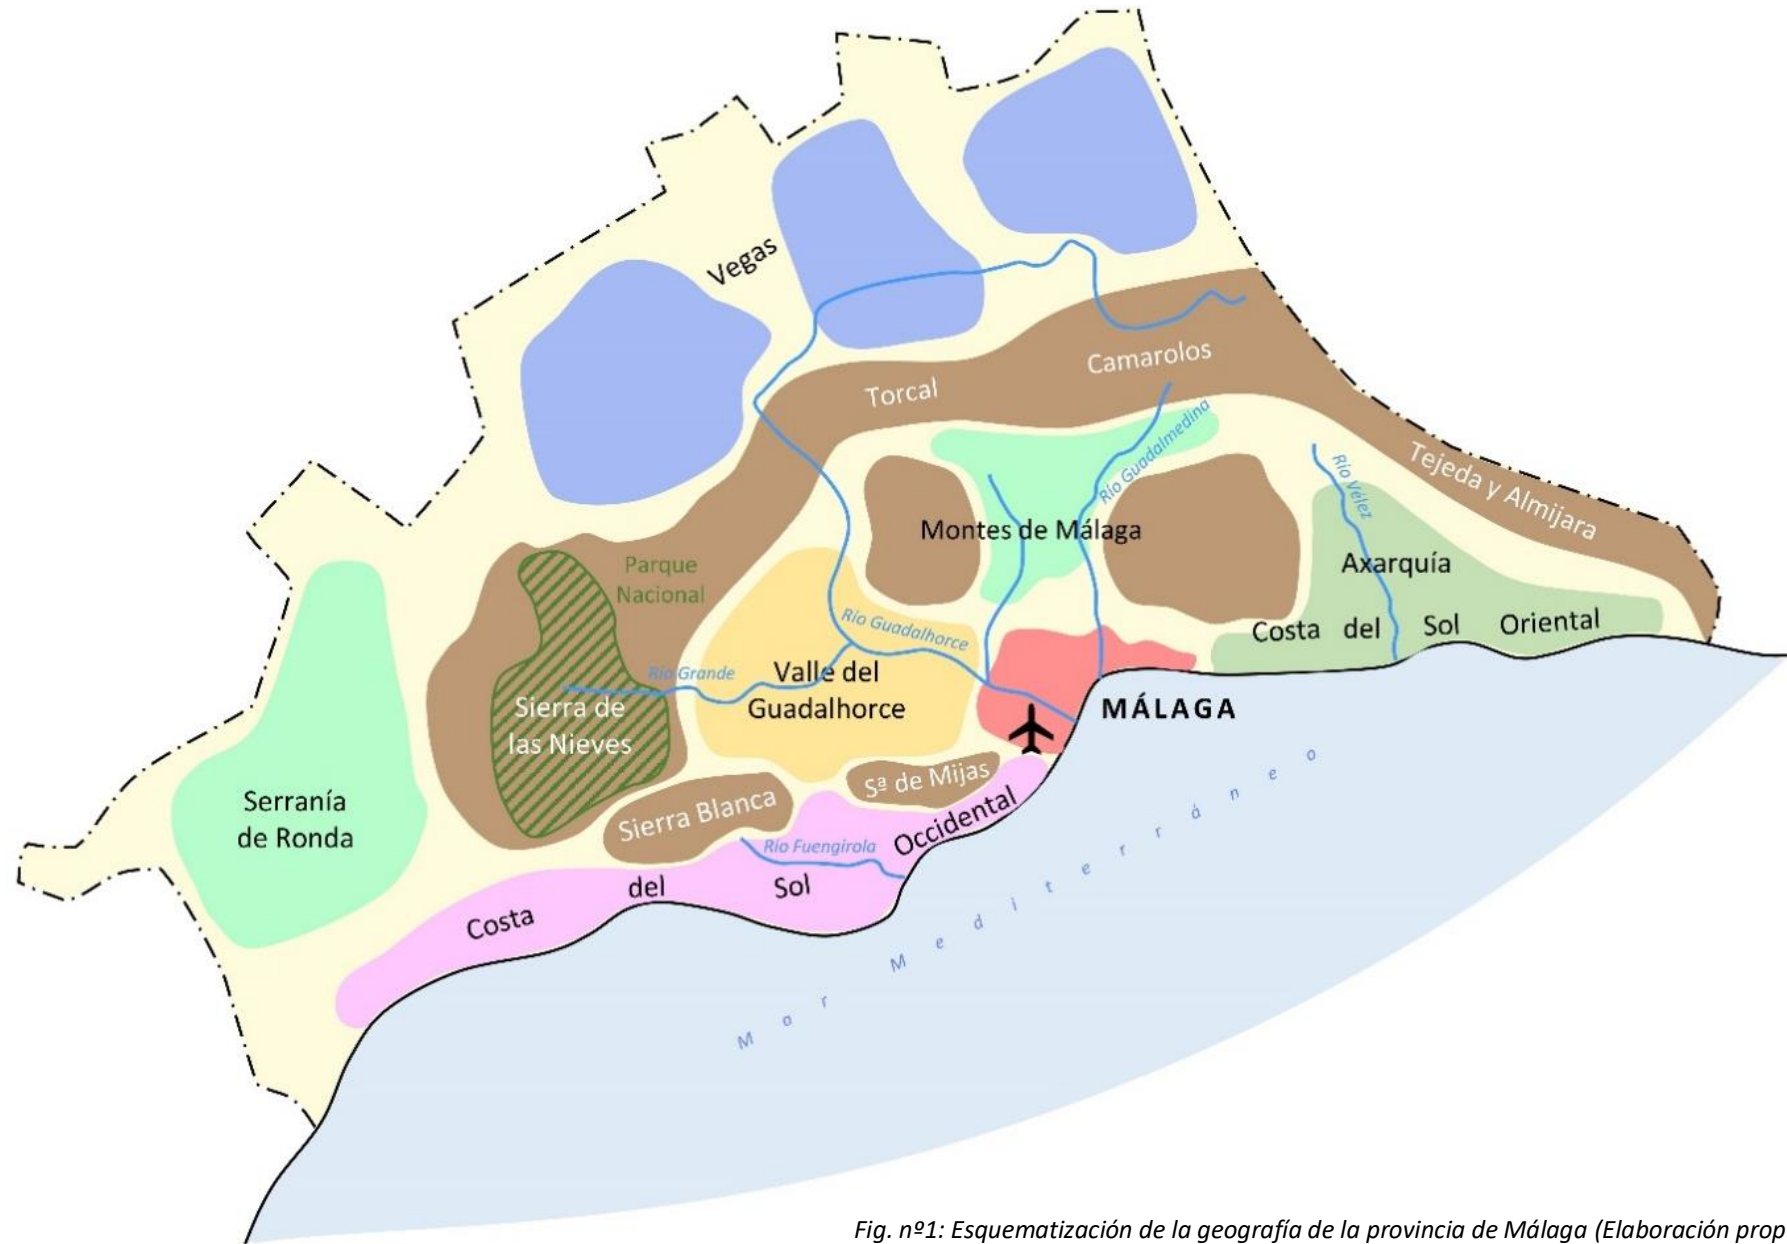 Vegas
Camarolos
Torcal
Río Guadalmedina
Tejeda y Almijara
Río Vélez
Montes de Málaga
Axarquía
Parque
Nacional
Costa del Sol Oriental
Río Guadalhorce
Río Grande
Valle del
Guadalhorce
Sierra de
las Nieves
MÁLAGA
Sª de Mijas
Sierra Blanca
Serranía
de Ronda
Río Fuengirola
Costa del Sol Occidental
Mar Mediterráneo
Fig. nº1: Esquematización de la geografía de la provincia de Málaga (Elaboración prop